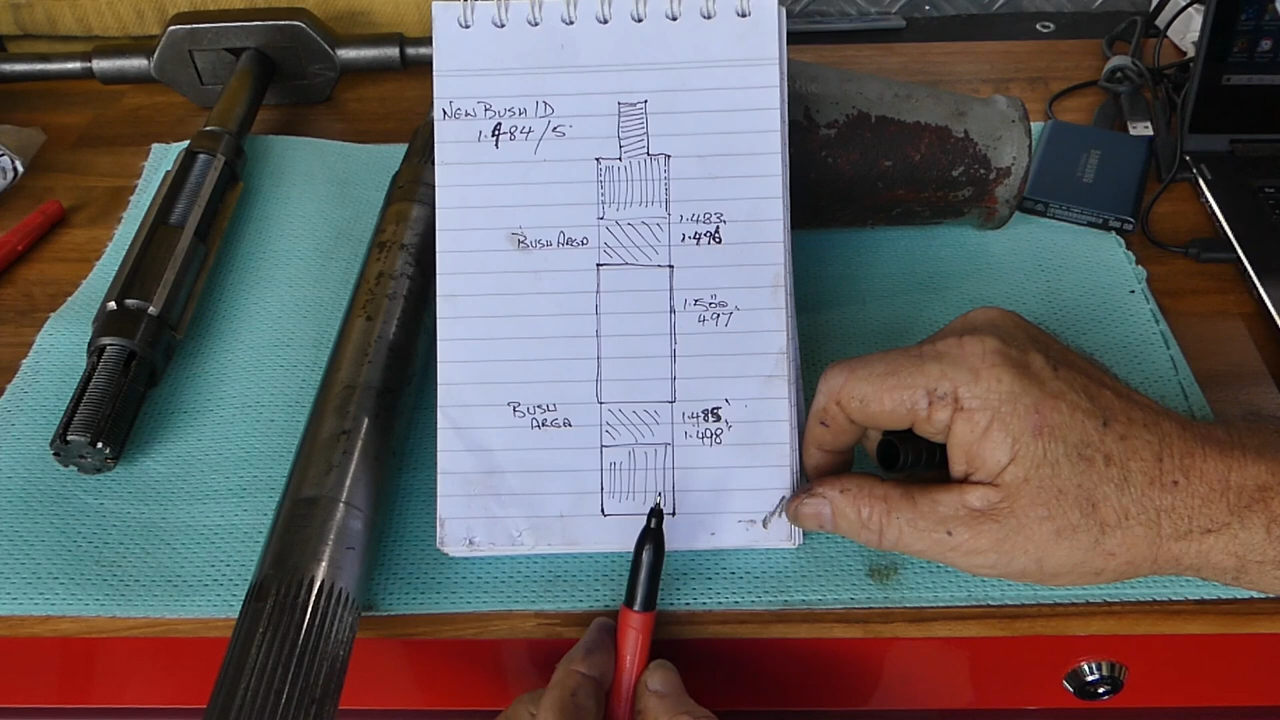 NEW BUSH ID
1.484/5
1.483
1.496
BUSH AREA
1.500"
497
BUSH
AREA
1.485
1.498
SAMSUNG